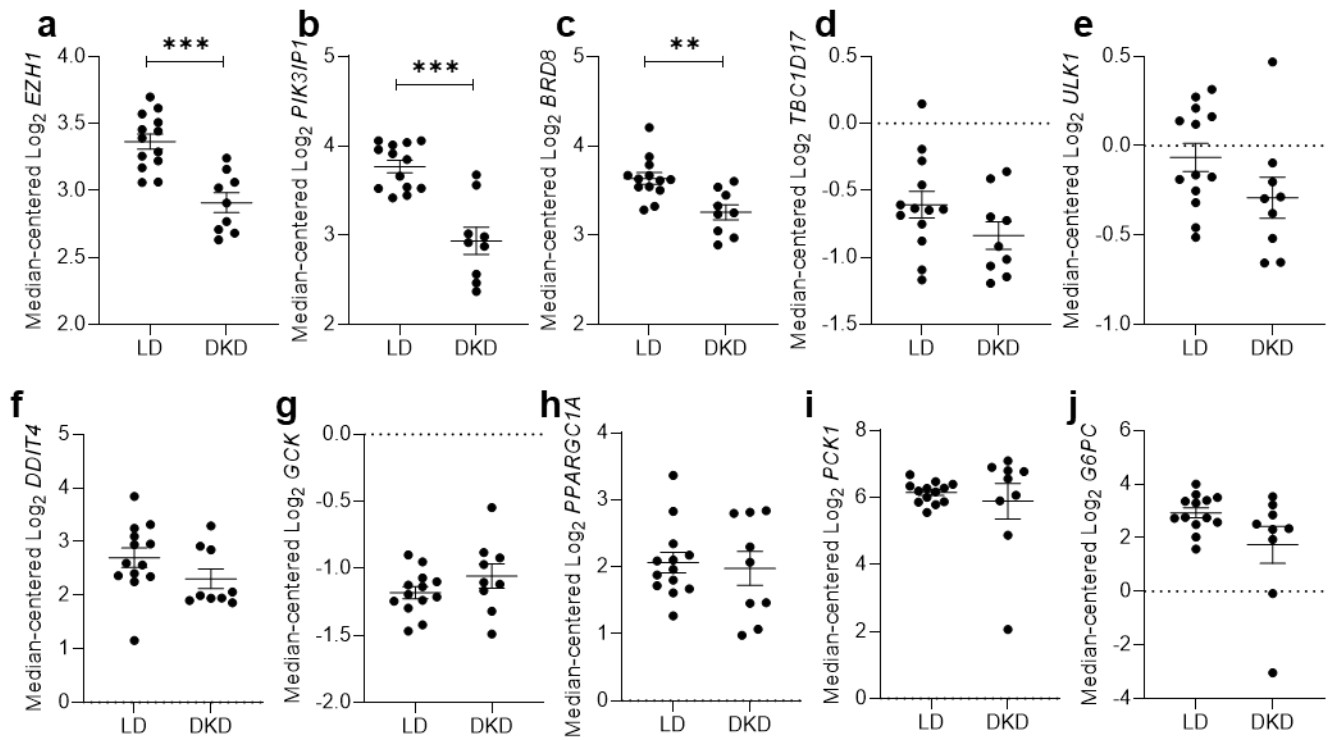 a
Median-centered Log2 EZH1
4.0
3.5
3.0
2.5
2.0
***
LD DKD
b
Median-centered Log2 PIK3IP1
5
4
3
2
***
LD DKD
c
Median-centered Log2 BRD8
5
4
3
2
**
LD DKD
d
Median-centered Log2 TBC1D17
0.5
0.0
-0.5
-1.0
-1.5
LD DKD
e
Median-centered Log2 ULK1
0.5
0.0
-0.5
-1.0
LD DKD
f
Median-centered Log2 DDIT4
5
4
3
2
1
0
LD DKD
g
Median-centered Log2 GCK
0.0
-0.5
-1.0
-1.5
-2.0
LD DKD
h
Median-centered Log2 PPARGC1A
4
3
2
1
0
LD DKD
i
Median-centered Log2 PCK1
8
6
4
2
0
LD DKD
j
Median-centered Log2 G6PC
6
4
2
0
-2
-4
LD DKD